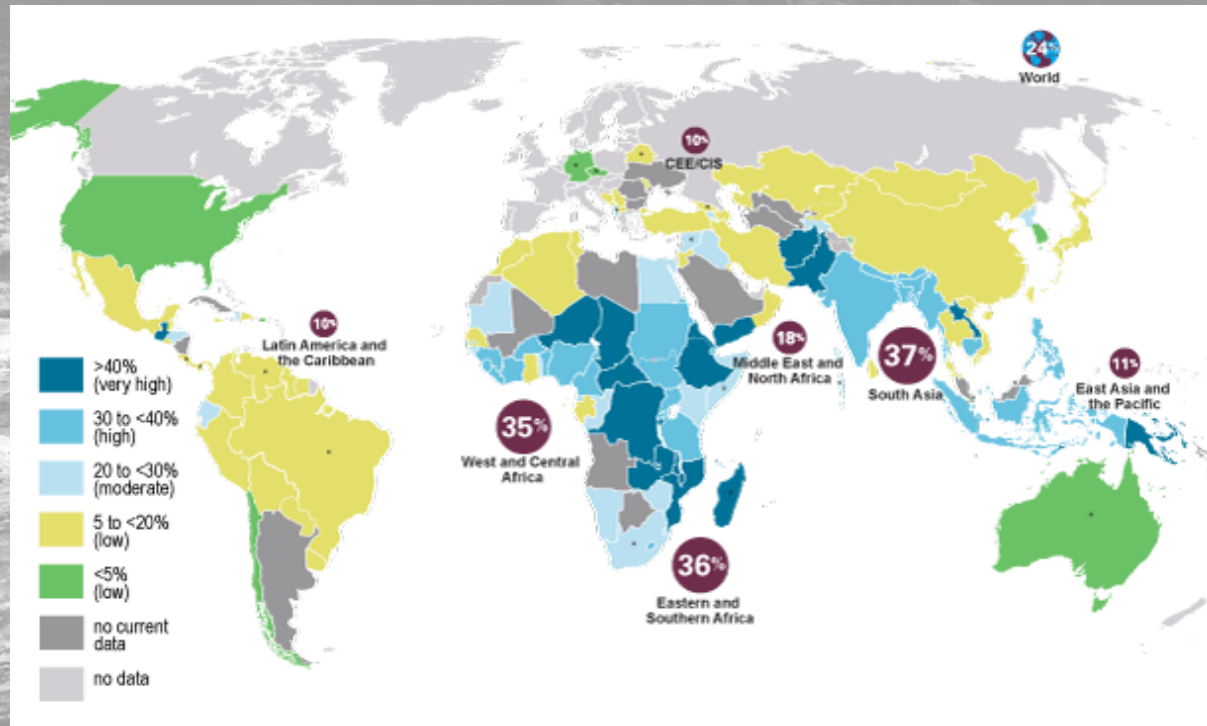 24%
World
10%
CEE/CIS
10%
Latin America and
the Caribbean
18%
Middle East and
North Africa
37%
South Asia
11%
East Asia and
the Pacific
35%
West and Central
Africa
36%
Eastern and
Southern Africa
>40%
(very high)
30 to <40%
(high)
20 to <30%
(moderate)
5 to <20%
(low)
<5%
(low)
no current
data
no data